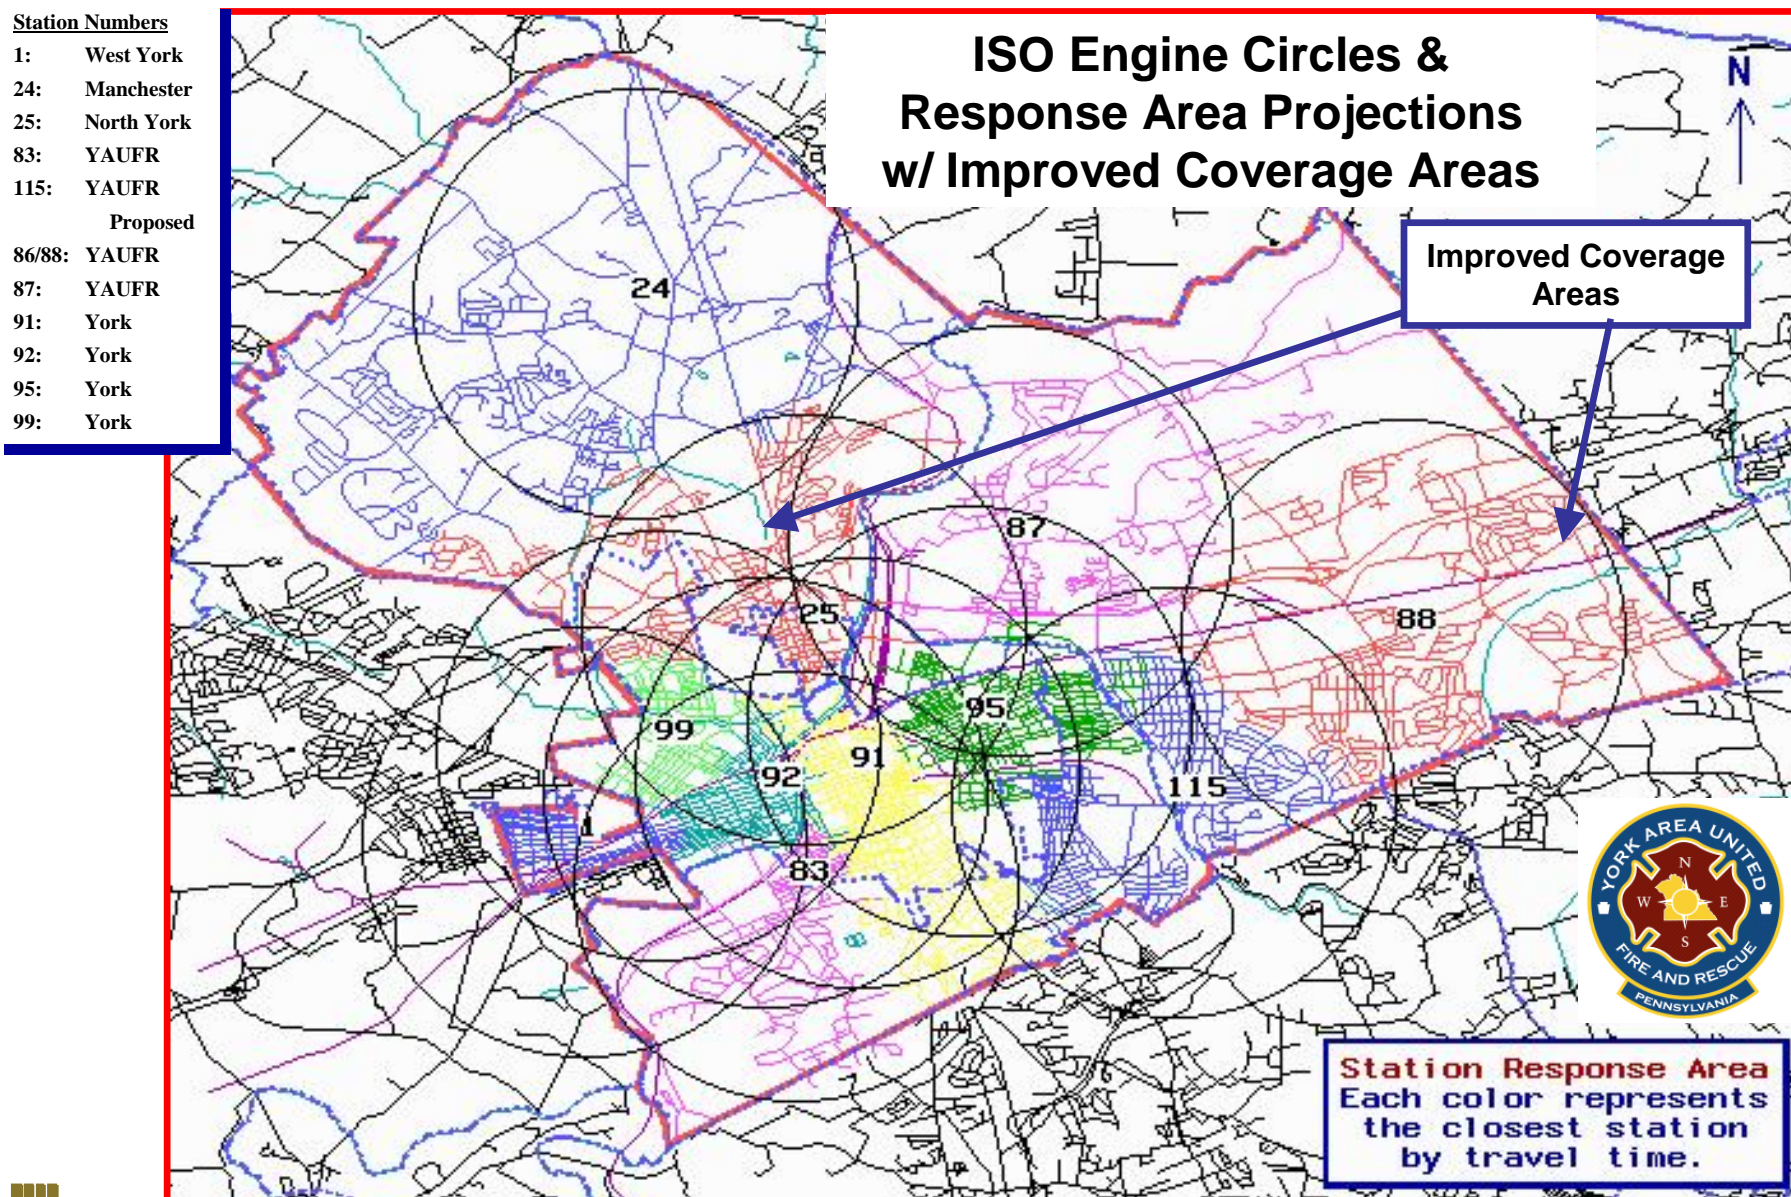 Station Numbers
1: West York
24: Manchester
25: North York
83: YAUFR
115: YAUFR
Proposed
86/88: YAUFR
87: YAUFR
91: York
92: York
95: York
99: York
ISO Engine Circles &
Response Area Projections
w/ Improved Coverage Areas
N
Improved Coverage
Areas
24
87
25
88
99
95
91
92
115
1
83
YORK AREA UNITED
N
W E
S
FIRE AND RESCUE
PENNSYLVANIA
Station Response Area
Each color represents
the closest station
by travel time.